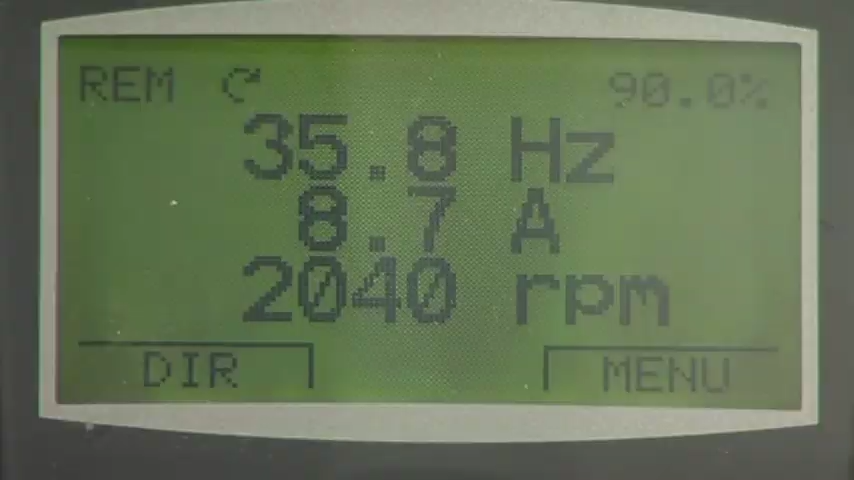 REM ↻ 90.0%
35.8 Hz
8.7 A
2040 rpm
DIR MENU